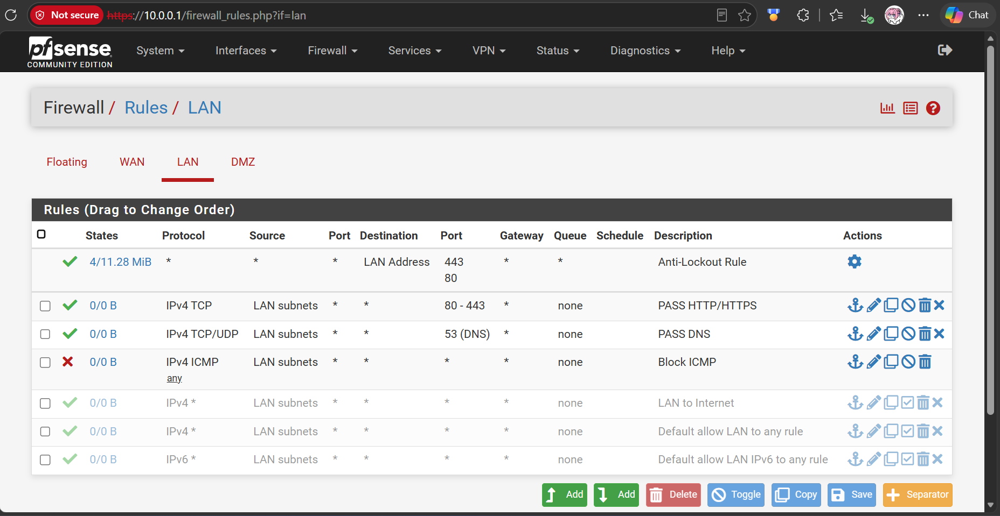 Not secure https://10.0.0.1/firewall_rules.php?if=lan Chat
pfsense
COMMUNITY EDITION
System Interfaces Firewall Services VPN Status Diagnostics Help
Firewall / Rules / LAN
Floating WAN LAN DMZ
Rules (Drag to Change Order)
States Protocol Source Port Destination Port Gateway Queue Schedule Description Actions
4/11.28 MiB * * * LAN Address 443 * * Anti-Lockout Rule
80
0/0 B IPv4 TCP LAN subnets * * 80 - 443 * none PASS HTTP/HTTPS
0/0 B IPv4 TCP/UDP LAN subnets * * 53 (DNS) * none PASS DNS
0/0 B IPv4 ICMP LAN subnets * * * * none Block ICMP
any
0/0 B IPv4 * LAN subnets * * * * none LAN to Internet
0/0 B IPv4 * LAN subnets * * * * none Default allow LAN to any rule
0/0 B IPv6 * LAN subnets * * * * none Default allow LAN IPv6 to any rule
Add Add Delete Toggle Copy Save Separator